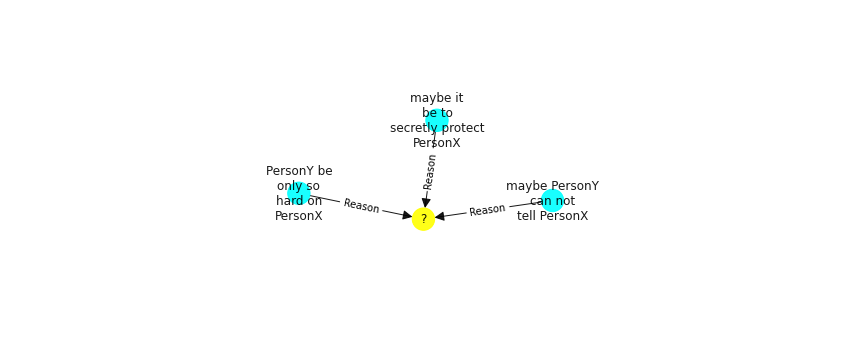 maybe it
be to
secretly protect
PersonX
Reason
PersonY be
only so
hard on
PersonX
Reason
maybe PersonY
can not
tell PersonX
Reason
?